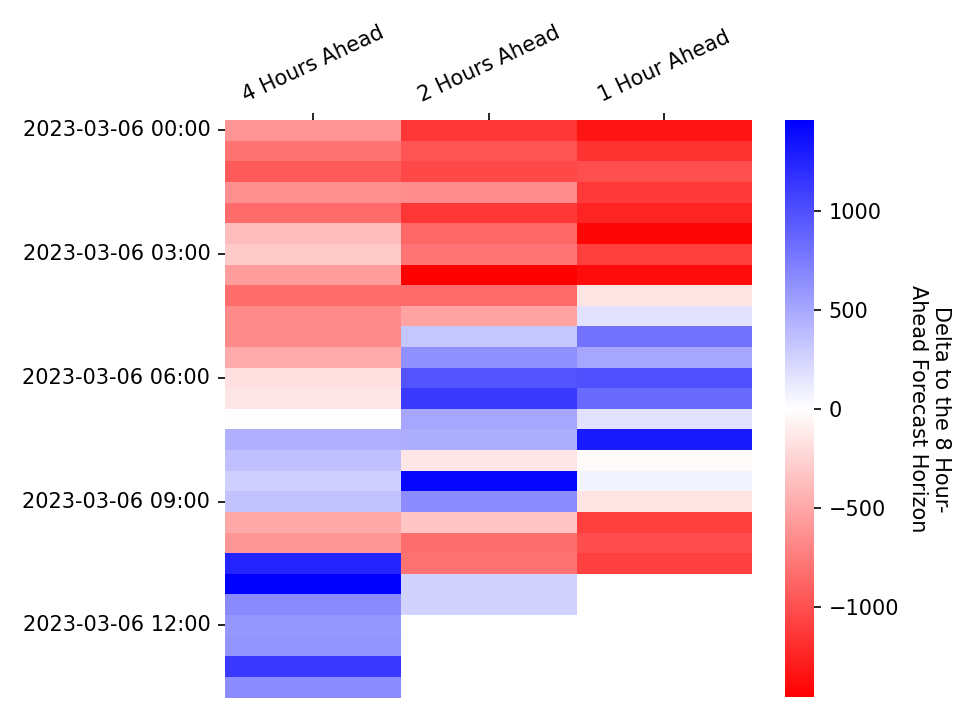 4 Hours Ahead
2 Hours Ahead
1 Hour Ahead
2023-03-06 00:00
2023-03-06 03:00
2023-03-06 06:00
2023-03-06 09:00
2023-03-06 12:00
1000
500
0
−500
−1000
Delta to the 8 Hour-
Ahead Forecast Horizon